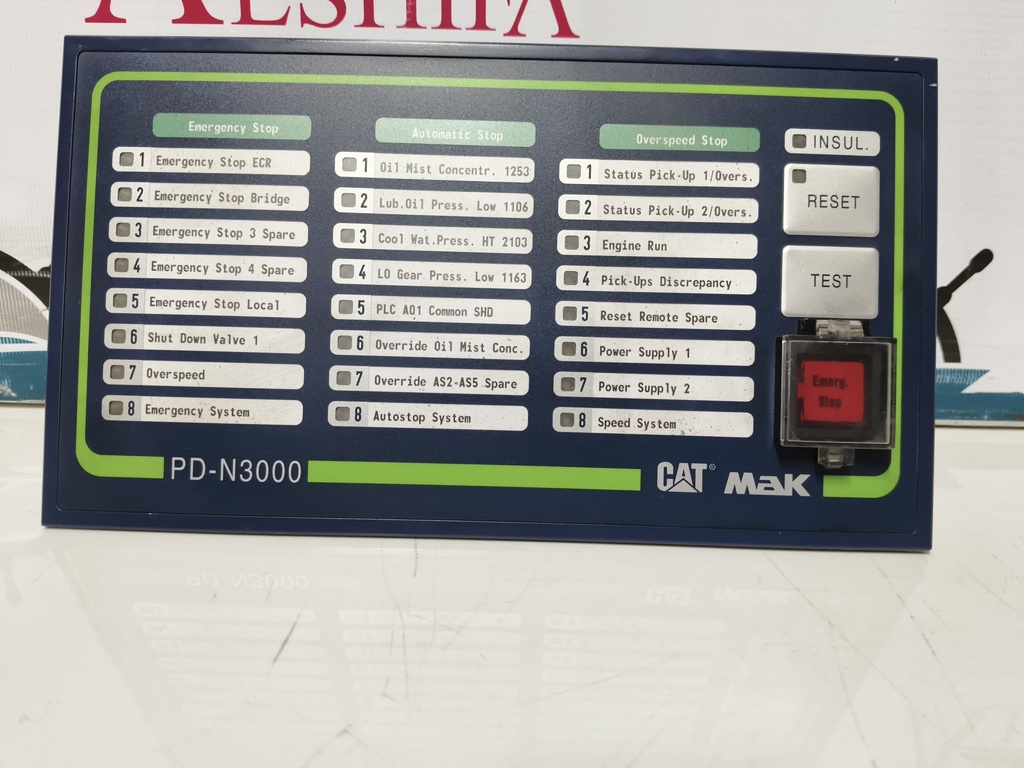 ALSHIFA
Emergency Stop
1 Emergency Stop ECR
2 Emergency Stop Bridge
3 Emergency Stop 3 Spare
4 Emergency Stop 4 Spare
5 Emergency Stop Local
6 Shut Down Valve 1
7 Overspeed
8 Emergency System
Automatic Stop
1 Oil Mist Concentr. 1253
2 Lub.Oil Press. Low 1106
3 Cool Wat.Press. HT 2103
4 LO Gear Press. Low 1163
5 PLC A01 Common SHD
6 Override Oil Mist Conc.
7 Override AS2-AS5 Spare
8 Autostop System
Overspeed Stop
1 Status Pick-Up 1/Overs.
2 Status Pick-Up 2/Overs.
3 Engine Run
4 Pick-Ups Discrepancy
5 Reset Remote Spare
6 Power Supply 1
7 Power Supply 2
8 Speed System
INSUL.
RESET
TEST
Emerg.
Stop
PD-N3000
CAT® MaK